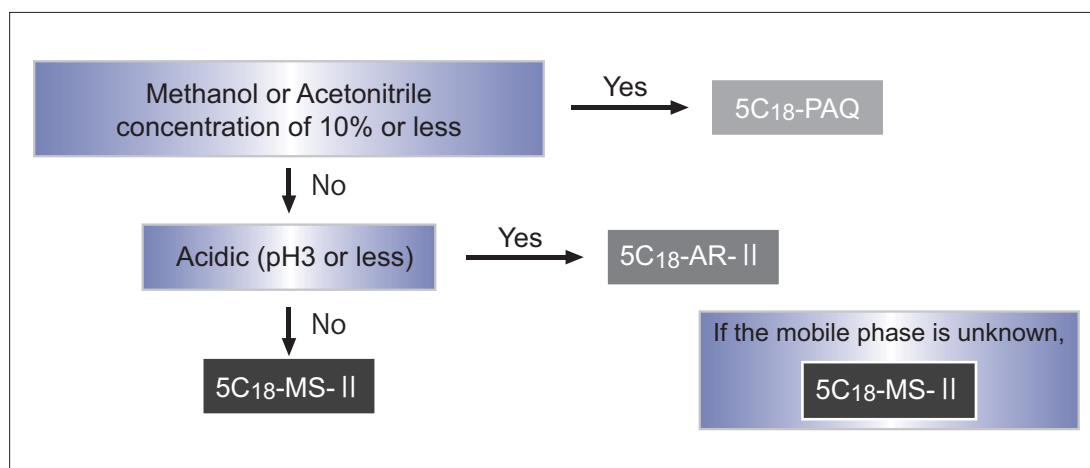 Methanol or Acetonitrile
concentration of 10% or less
Yes
5C18-PAQ
No
Acidic (pH3 or less)
Yes
5C18-AR-Ⅱ
No
5C18-MS-Ⅱ
If the mobile phase is unknown,
5C18-MS-Ⅱ